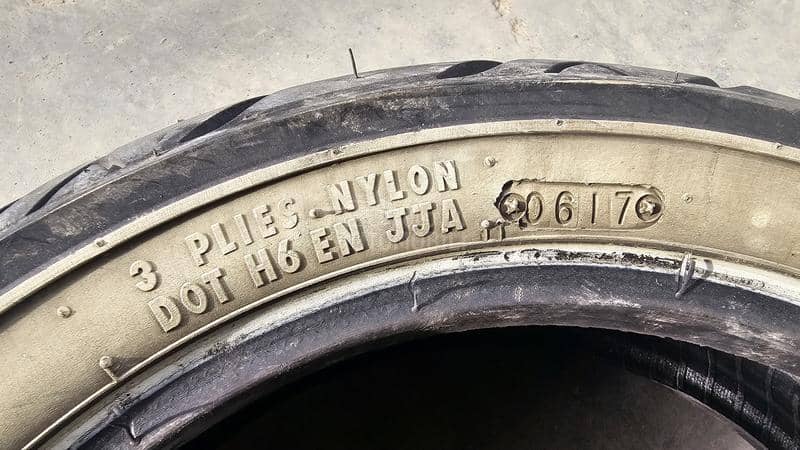 3 PLIES NYLON
DOT H6 EN JJA 0617